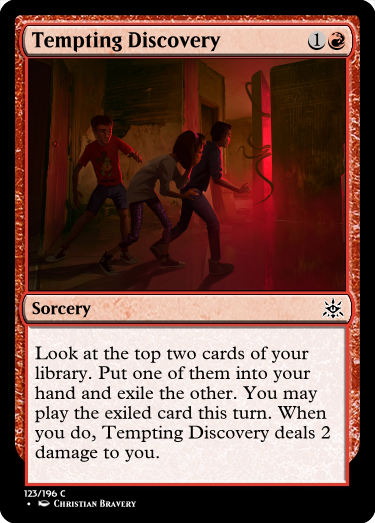 Tempting Discovery 1
Sorcery
Look at the top two cards of your
library. Put one of them into your
hand and exile the other. You may
play the exiled card this turn. When
you do, Tempting Discovery deals 2
damage to you.
123/196 C
• Christian Bravery